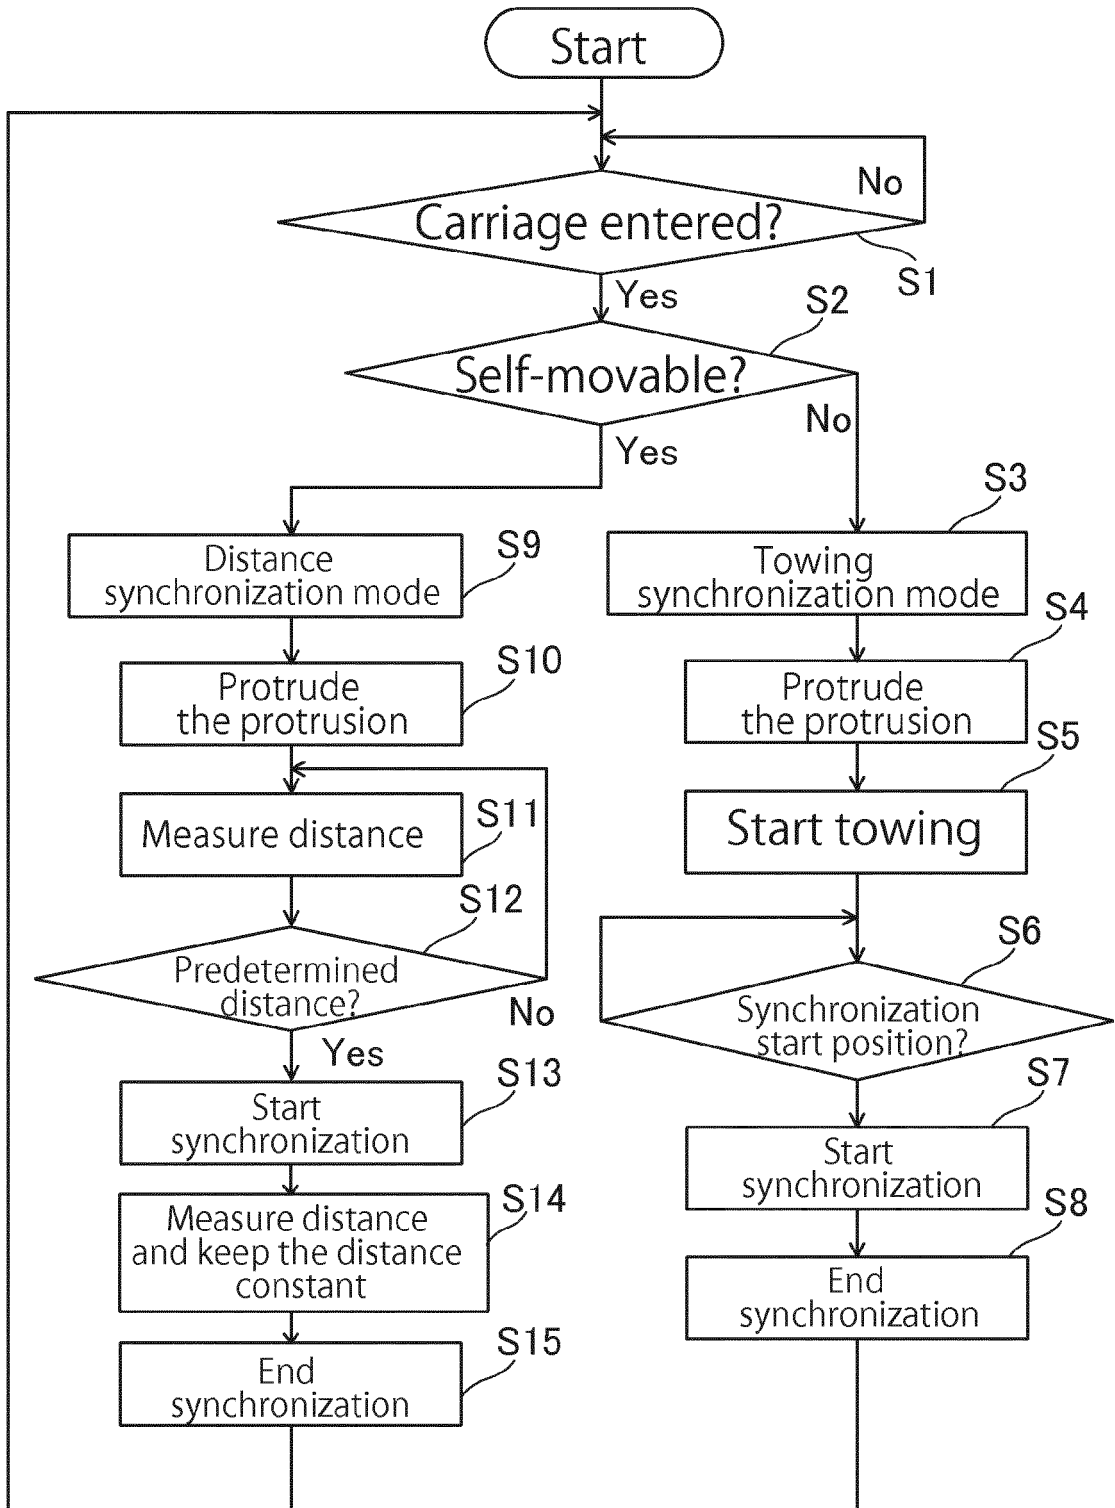 Start
No
Carriage entered?
S1
Yes
S2
Self-movable?
No
Yes
S3
S9
Distance
synchronization mode
Towing
synchronization mode
S4
S10
Protrude
the protrusion
Protrude
the protrusion
S5
S11
Measure distance
Start towing
S12
S6
Predetermined
distance?
No
Synchronization
start position?
Yes
S13
S7
Start
synchronization
Start
synchronization
S14
S8
Measure distance
and keep the distance
constant
End
synchronization
S15
End
synchronization